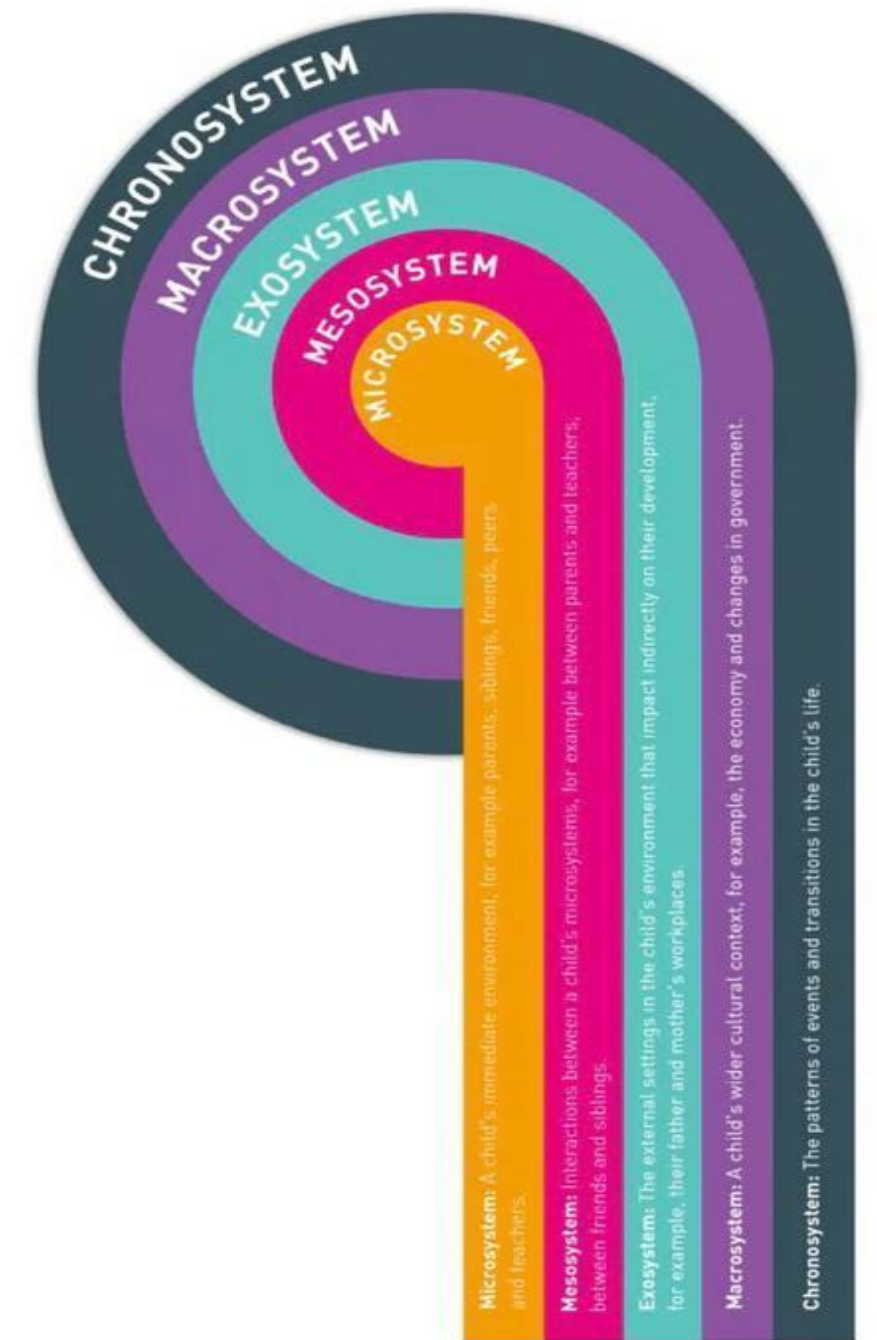 CHRONOSYSTEM
MACROSYSTEM
EXOSYSTEM
MESOSYSTEM
MICROSYSTEM
Microsystem: A child's immediate environment, for example parents, siblings, friends, peers
and teachers.
Mesosystem: Interactions between a child's microsystems, for example between parents and teachers,
between friends and siblings.
Exosystem: The external settings in the child's environment that impact indirectly on their development,
for example, their father and mother's workplaces.
Macrosystem: A child's wider cultural context, for example, the economy and changes in government.
Chronosystem: The patterns of events and transitions in the child's life.